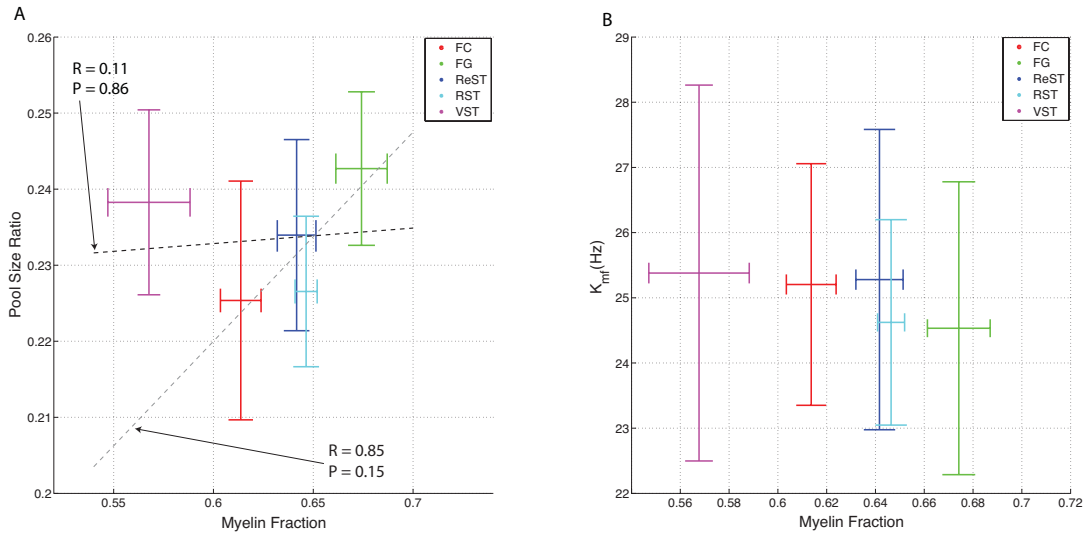 A
0.26
0.25
0.24
0.23
0.22
0.21
0.2
Pool Size Ratio
R = 0.11
P = 0.86
FC
FG
ReST
RST
VST
R = 0.85
P = 0.15
0.55 0.6 0.65 0.7
Myelin Fraction
B
29
28
27
26
25
24
23
22
K_mf(Hz)
FC
FG
ReST
RST
VST
0.56 0.58 0.6 0.62 0.64 0.66 0.68 0.7 0.72
Myelin Fraction